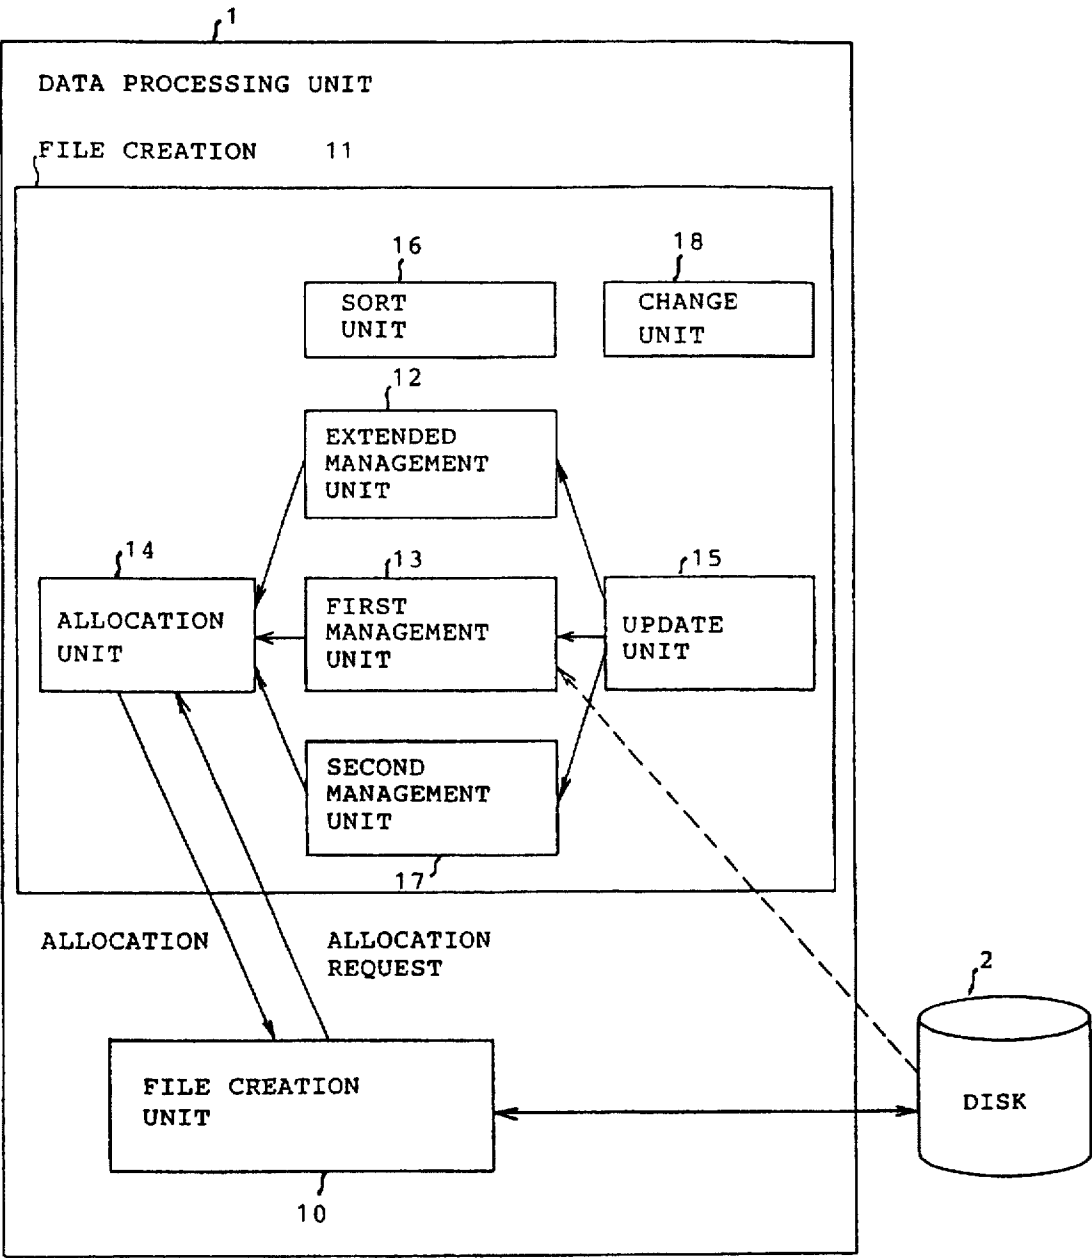 1
DATA PROCESSING UNIT
FILE CREATION 11
16
18
SORT
UNIT
CHANGE
UNIT
12
EXTENDED
MANAGEMENT
UNIT
14
13
15
ALLOCATION
UNIT
FIRST
MANAGEMENT
UNIT
UPDATE
UNIT
SECOND
MANAGEMENT
UNIT
17
ALLOCATION
ALLOCATION
REQUEST
2
FILE CREATION
UNIT
DISK
10